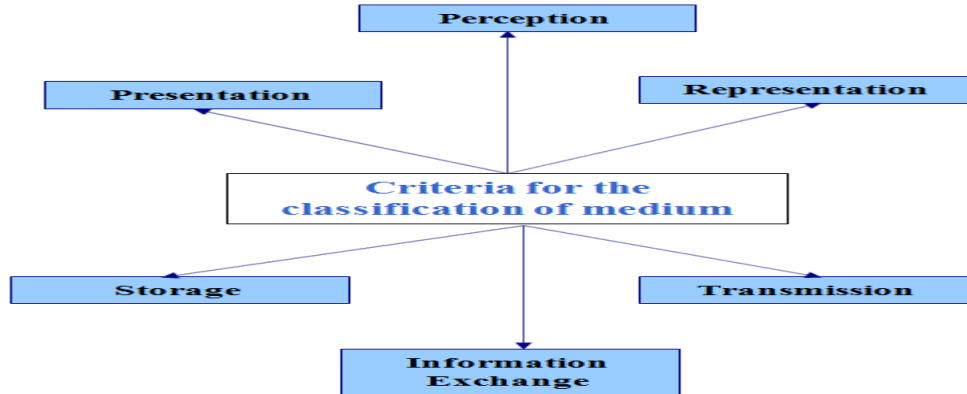 Perception
Presentation
Representation
Criteria for the
classification of medium
Storage
Transmission
Information
Exchange